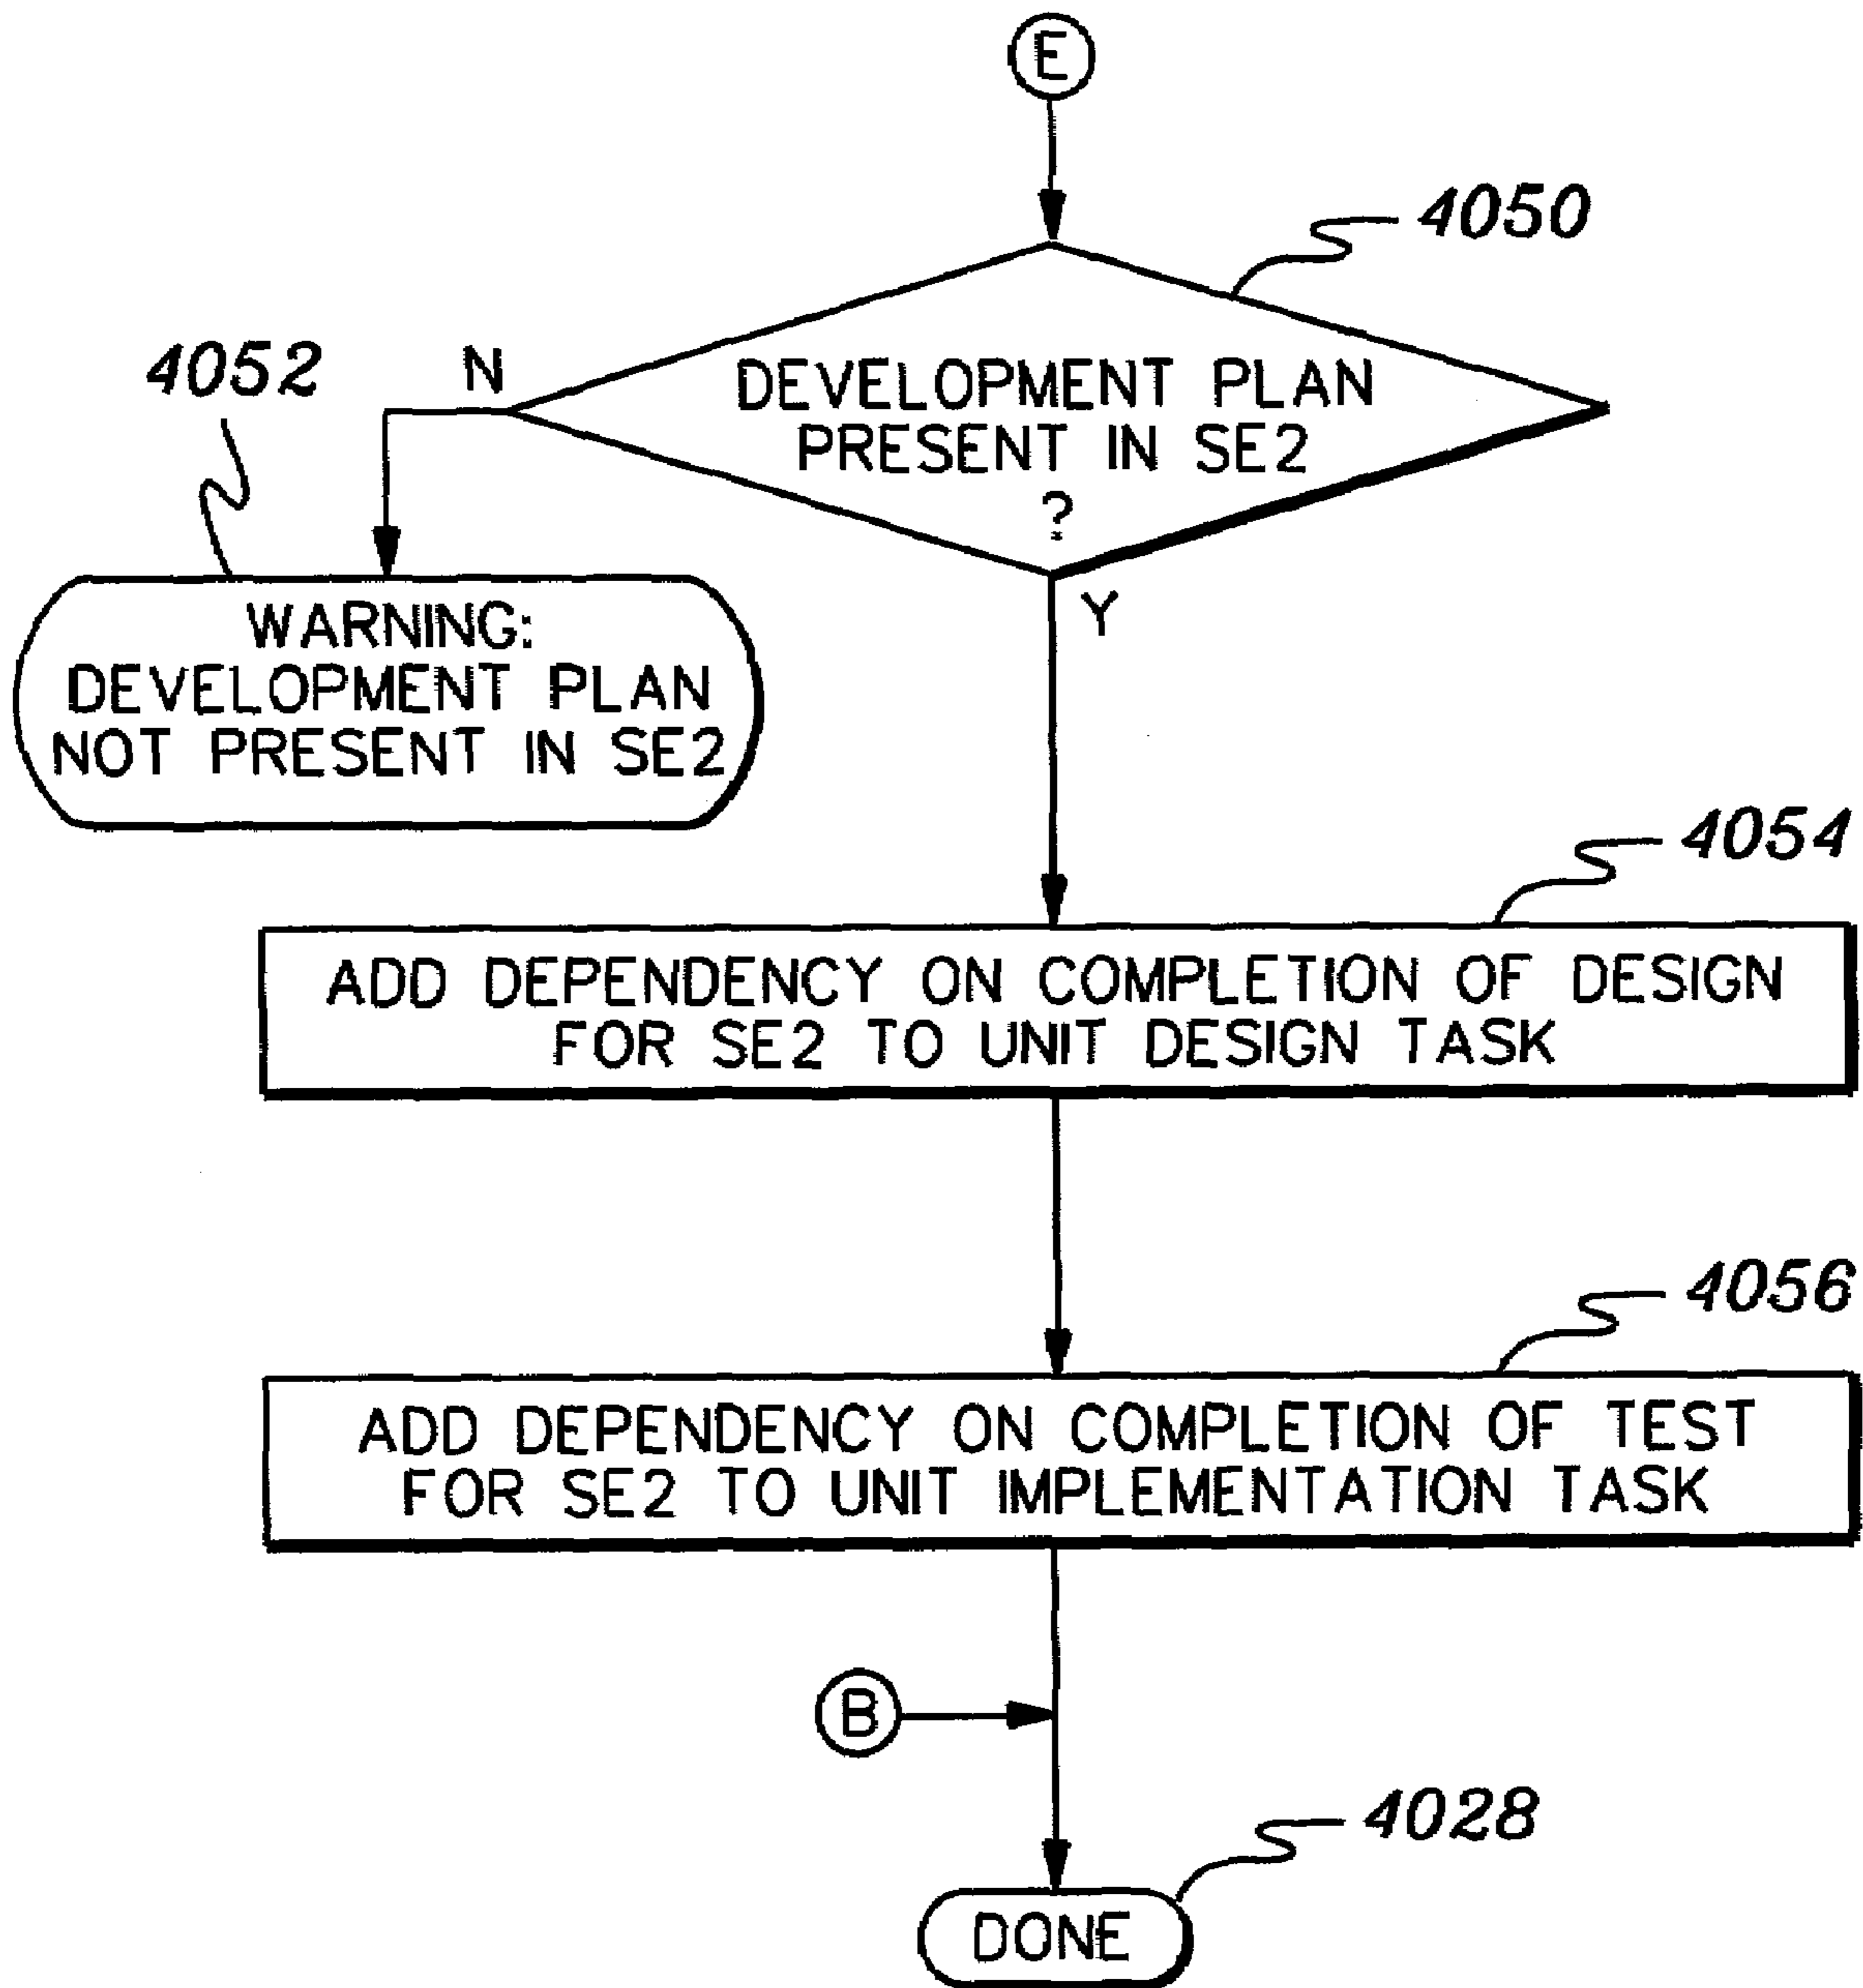 E
4050
DEVELOPMENT PLAN
PRESENT IN SE2
?
N
Y
4052
WARNING:
DEVELOPMENT PLAN
NOT PRESENT IN SE2
4054
ADD DEPENDENCY ON COMPLETION OF DESIGN
FOR SE2 TO UNIT DESIGN TASK
4056
ADD DEPENDENCY ON COMPLETION OF TEST
FOR SE2 TO UNIT IMPLEMENTATION TASK
B
4028
DONE